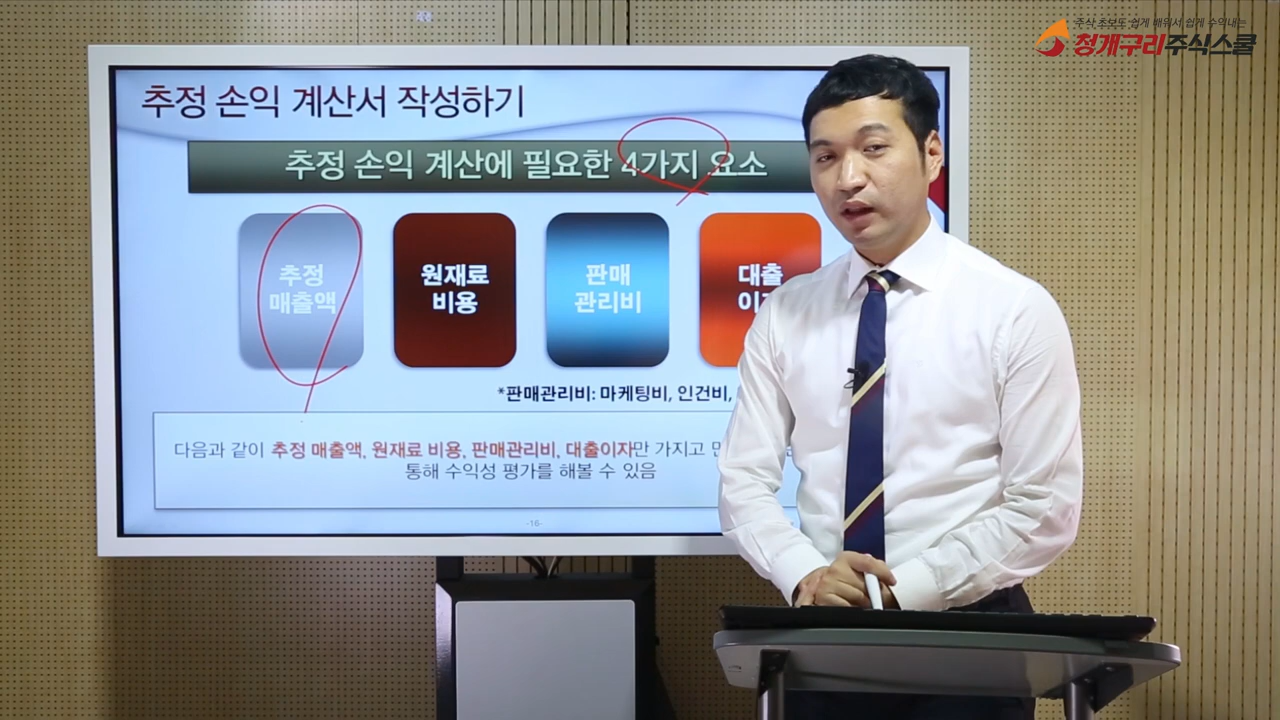 주식 초보도 쉽게 배워서 쉽게 수익내는
청개구리주식스쿨
추정 손익 계산서 작성하기
추정 손익 계산에 필요한 4가지 요소
추정
매출액
원재료
비용
판매
관리비
대출
*판매관리비: 마케팅비, 인건비,
다음과 같이 추정 매출액, 원재료 비용, 판매관리비, 대출이자만 가지고
통해 수익성 평가를 해볼 수 있음
-16-